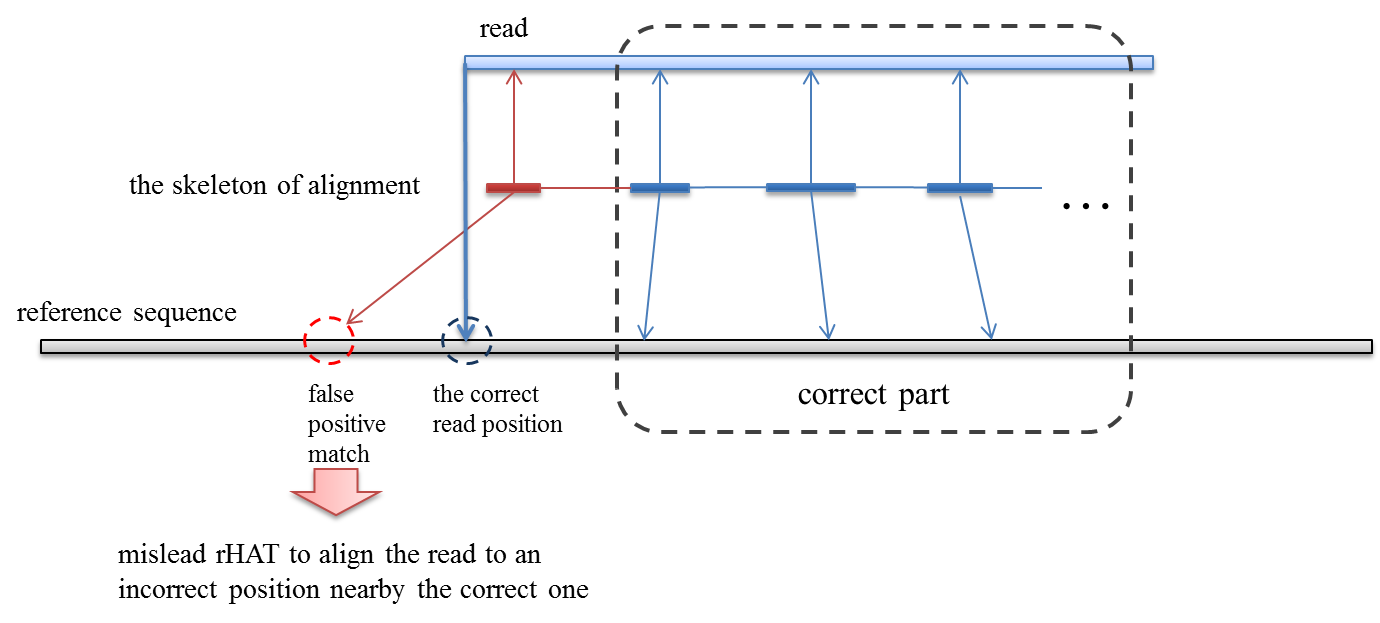 read
the skeleton of alignment
...
reference sequence
false
positive
match
the correct
read position
correct part
mislead rHAT to align the read to an
incorrect position nearby the correct one